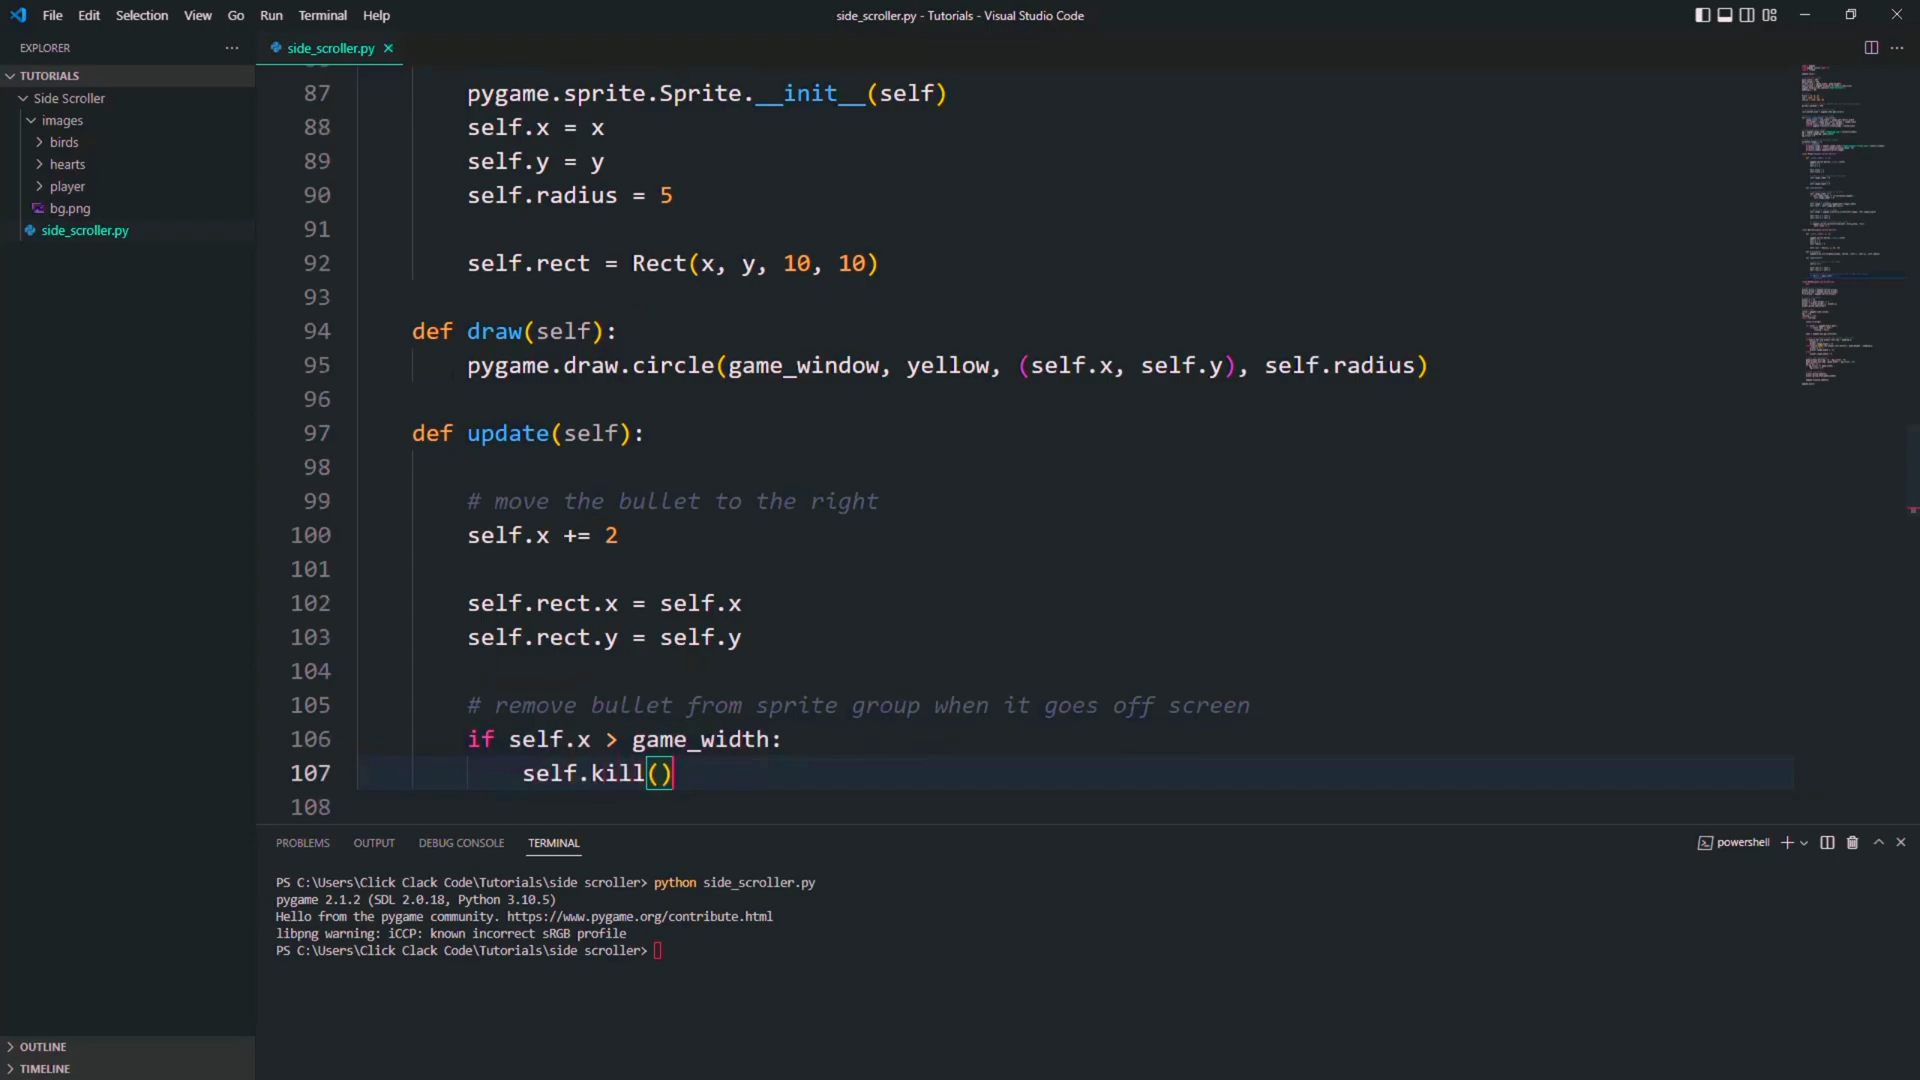 File Edit Selection View Go Run Terminal Help
side_scroller.py - Tutorials - Visual Studio Code
EXPLORER
side_scroller.py
TUTORIALS
Side Scroller
images
birds
hearts
player
bg.png
side_scroller.py
87 pygame.sprite.Sprite.__init__(self)
88 self.x = x
89 self.y = y
90 self.radius = 5
91
92 self.rect = Rect(x, y, 10, 10)
93
94 def draw(self):
95 pygame.draw.circle(game_window, yellow, (self.x, self.y), self.radius)
96
97 def update(self):
98
99 # move the bullet to the right
100 self.x += 2
101
102 self.rect.x = self.x
103 self.rect.y = self.y
104
105 # remove bullet from sprite group when it goes off screen
106 if self.x > game_width:
107 self.kill()
108
PROBLEMS OUTPUT DEBUG CONSOLE TERMINAL
powershell
PS C:\Users\Click Clack Code\Tutorials\side scroller> python side_scroller.py
pygame 2.1.2 (SDL 2.0.18, Python 3.10.5)
Hello from the pygame community. https://www.pygame.org/contribute.html
libpng warning: iCCP: known incorrect sRGB profile
PS C:\Users\Click Clack Code\Tutorials\side scroller>
OUTLINE
TIMELINE